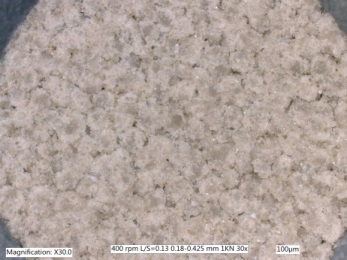 Magnification: X30.0
400 rpm L/S=0.13 0.18-0.425 mm 1KN 30x
100μm